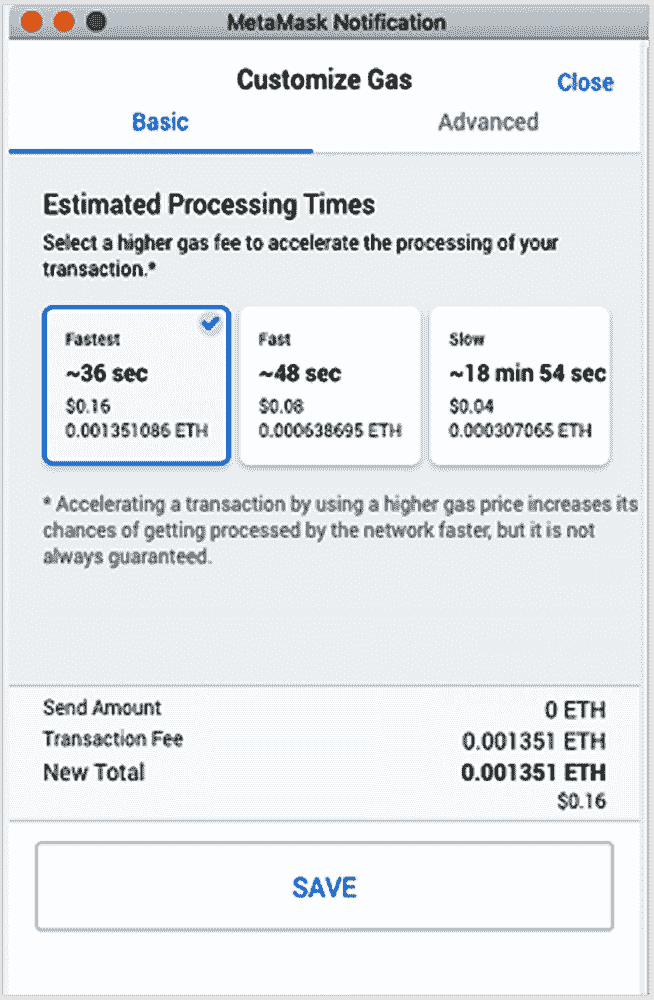 MetaMask Notification
Customize Gas
Close
Basic
Advanced
Estimated Processing Times
Select a higher gas fee to accelerate the processing of your
transaction.*
Fastest
~36 sec
$0.16
0.001351086 ETH
Fast
~48 sec
$0.08
0.000638695 ETH
Slow
~18 min 54 sec
$0.04
0.000307065 ETH
* Accelerating a transaction by using a higher gas price increases its
chances of getting processed by the network faster, but it is not
always guaranteed.
Send Amount
0 ETH
Transaction Fee
0.001351 ETH
New Total
0.001351 ETH
$0.16
SAVE